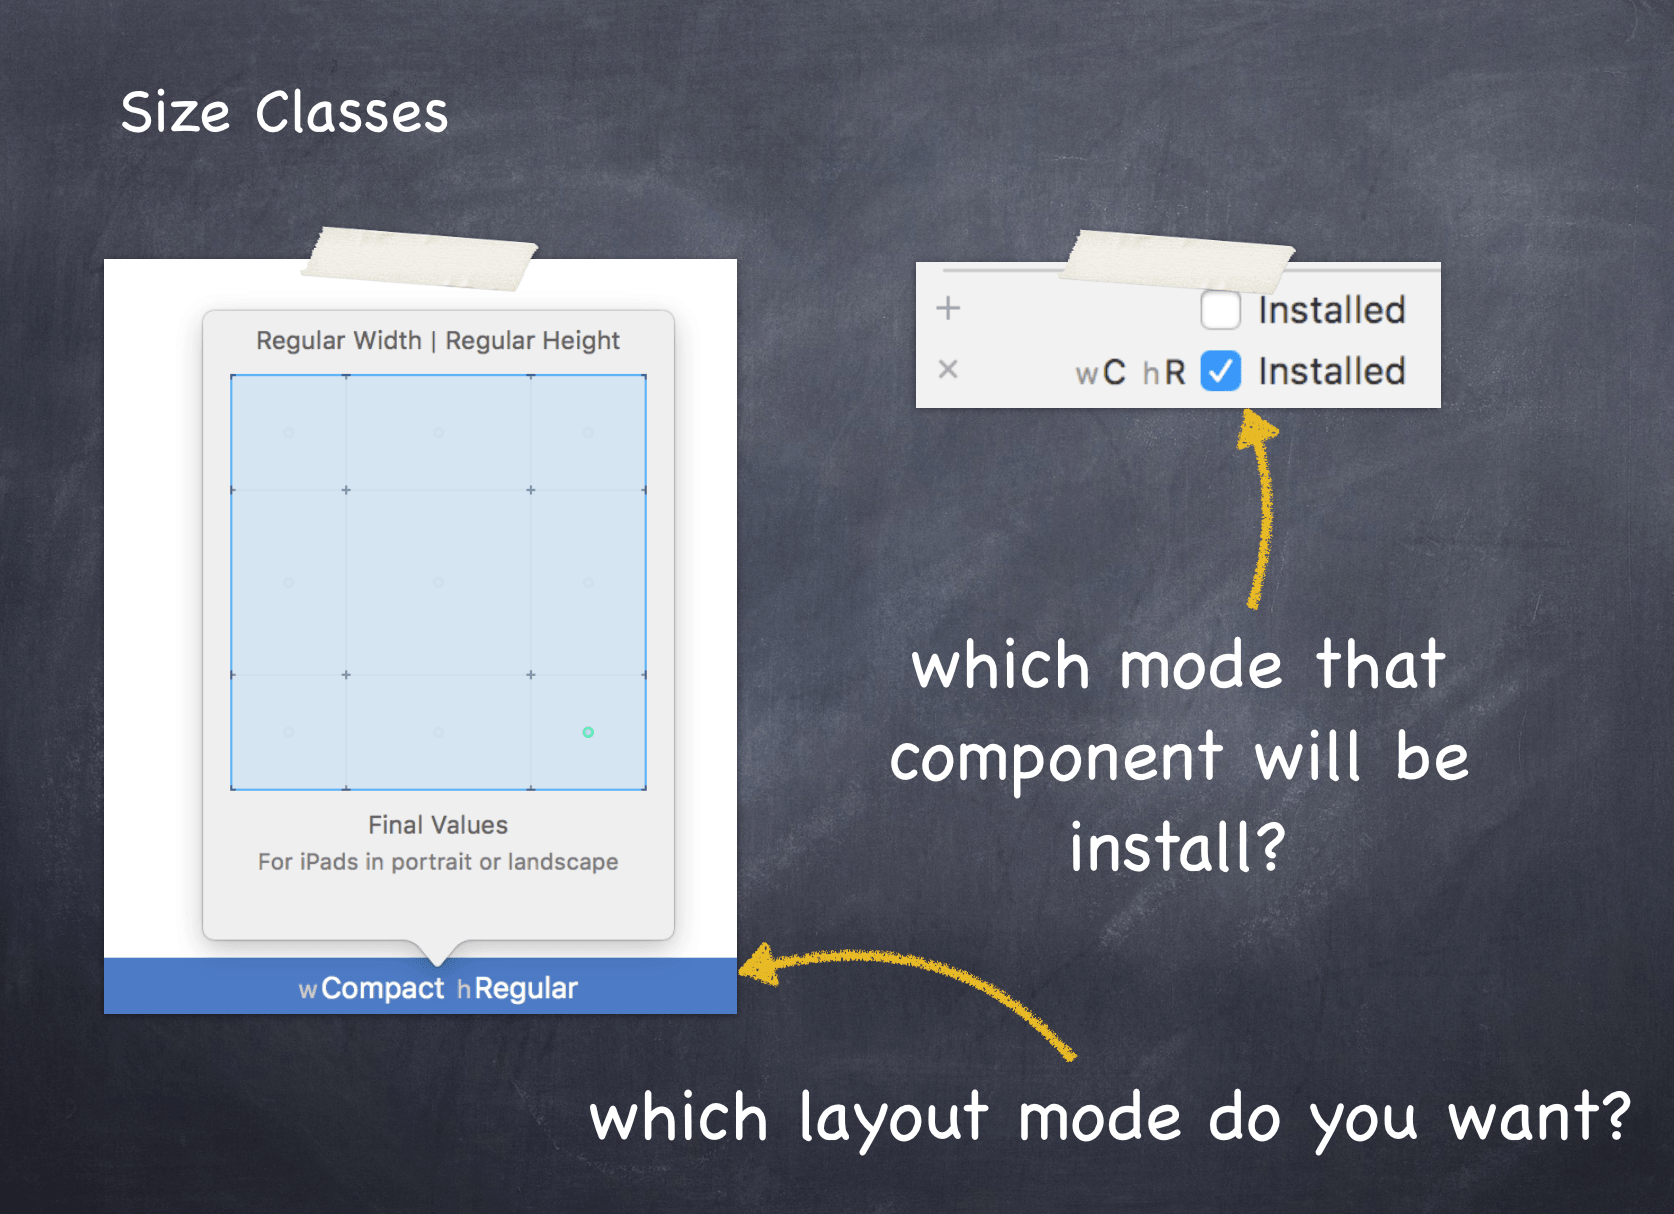 Size Classes
Regular Width | Regular Height
Final Values
For iPads in portrait or landscape
wCompact hRegular
+ Installed
× wC hR Installed
which mode that
component will be
install?
which layout mode do you want?